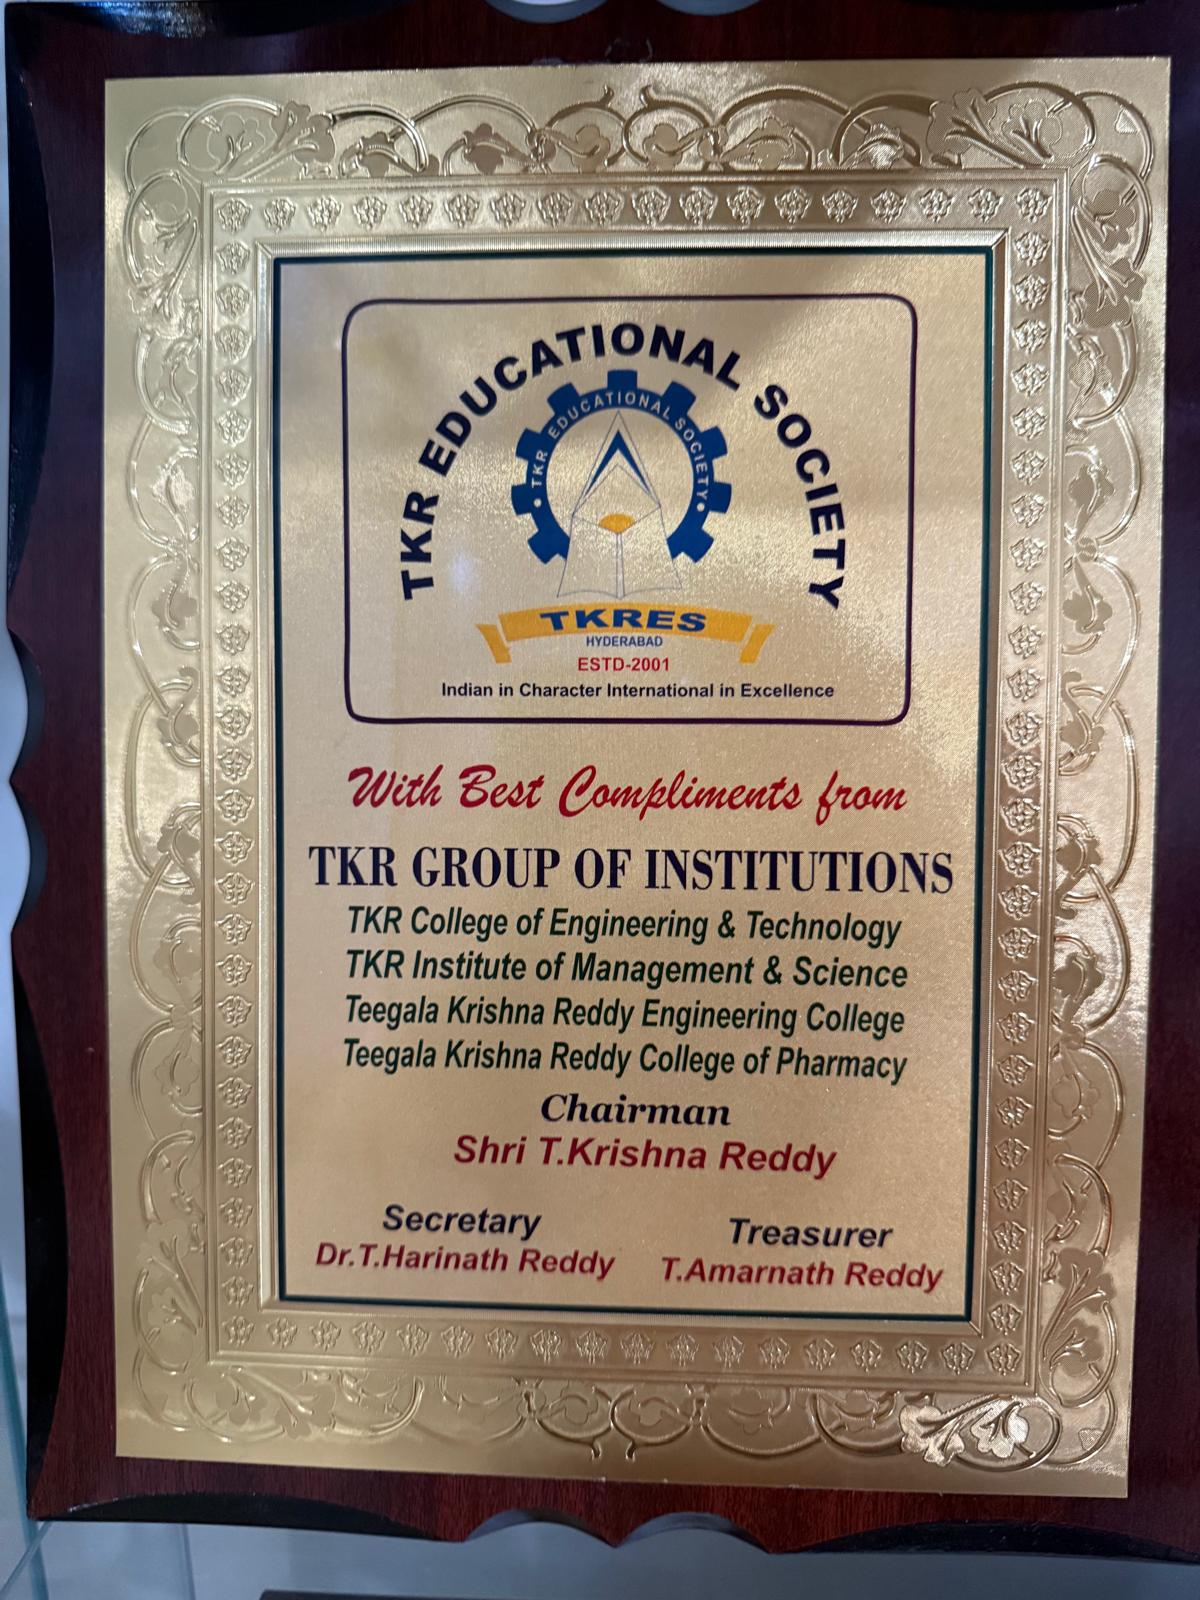 TKR EDUCATIONAL SOCIETY
• TKR EDUCATIONAL SOCIETY •
TKRES
HYDERABAD
ESTD-2001
Indian in Character International in Excellence
With Best Compliments from
TKR GROUP OF INSTITUTIONS
TKR College of Engineering & Technology
TKR Institute of Management & Science
Teegala Krishna Reddy Engineering College
Teegala Krishna Reddy College of Pharmacy
Chairman
Shri T.Krishna Reddy
Secretary
Dr.T.Harinath Reddy
Treasurer
T.Amarnath Reddy